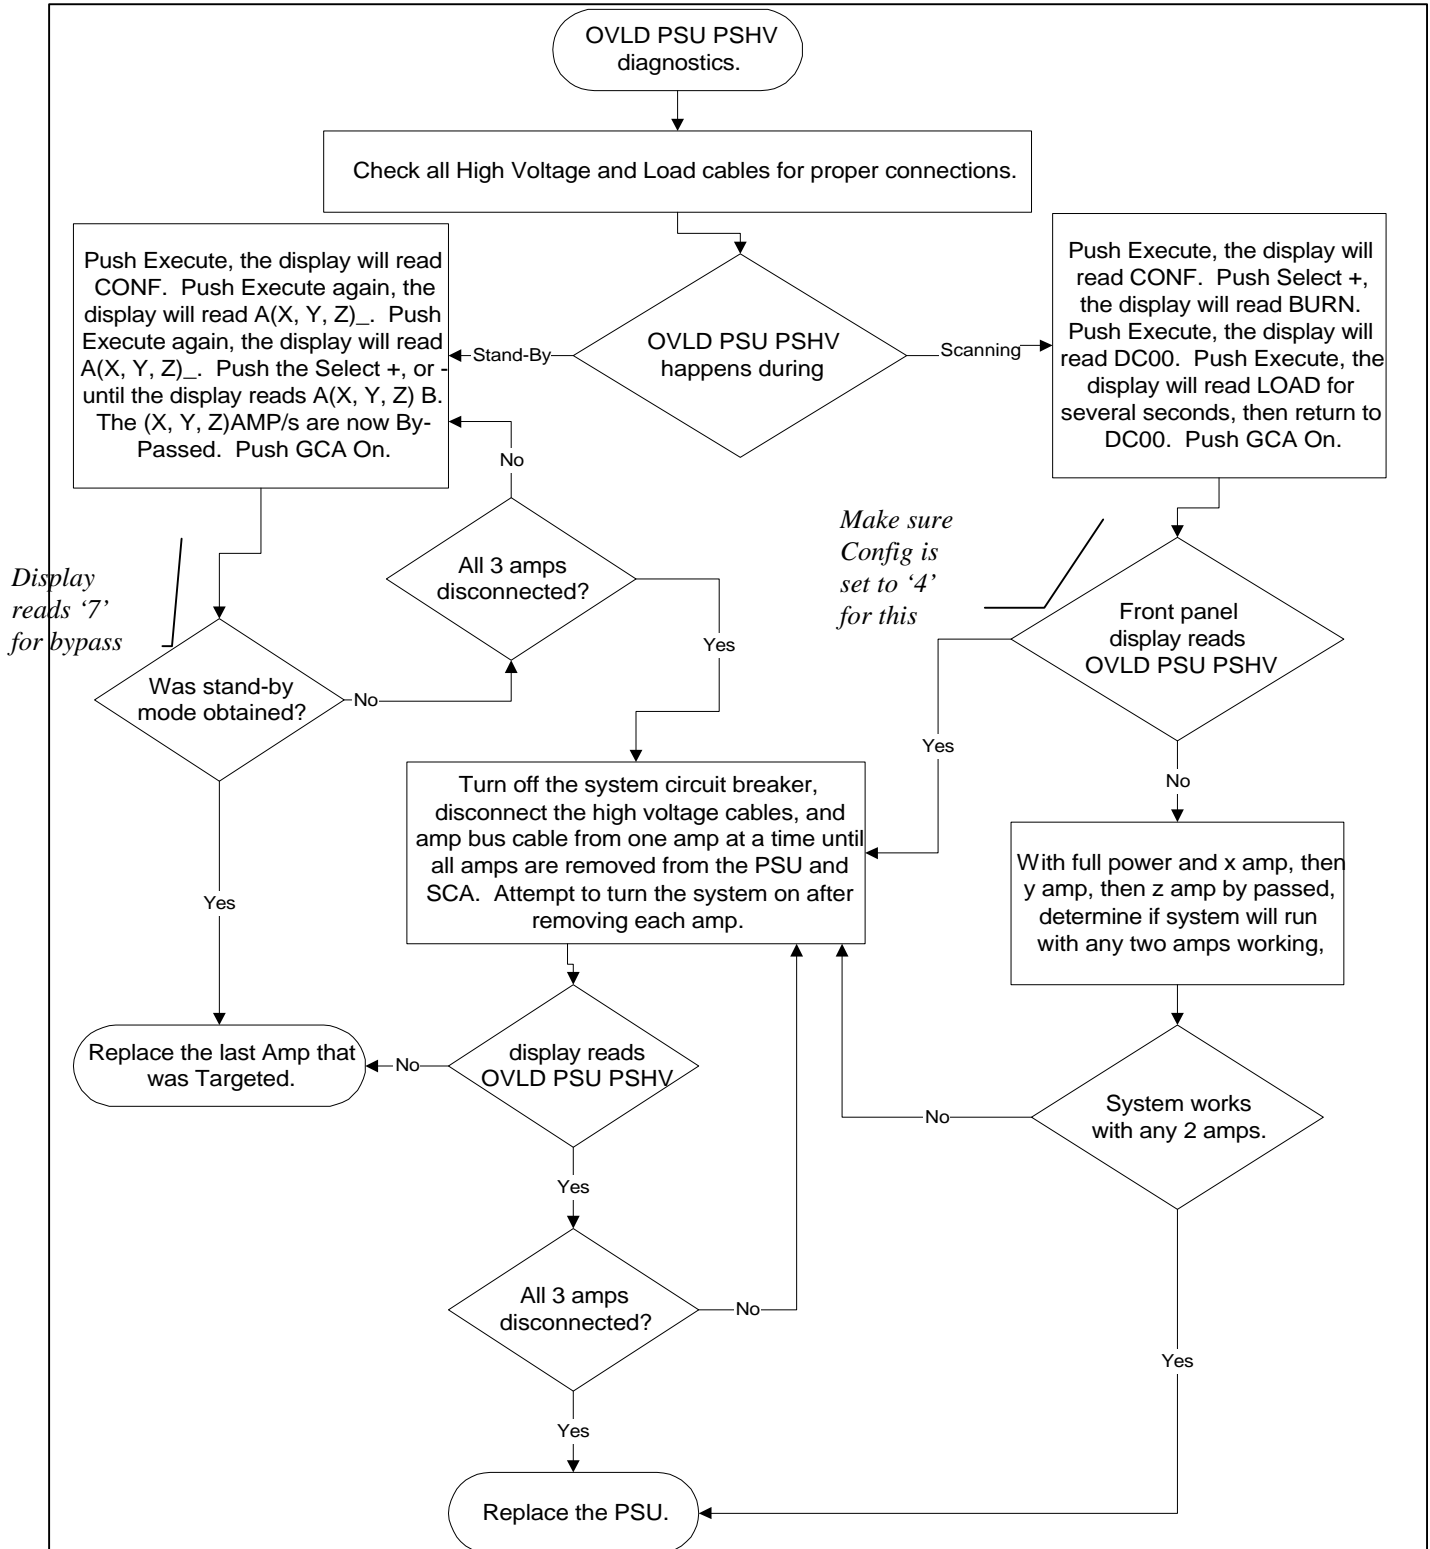 OVLD PSU PSHV
diagnostics.
Check all High Voltage and Load cables for proper connections.
Push Execute, the display will read
CONF.  Push Execute again, the
display will read A(X, Y, Z)_.  Push
Execute again, the display will read
A(X, Y, Z)_.  Push the Select +, or -
until the display reads A(X, Y, Z) B.
The (X, Y, Z)AMP/s are now By-
Passed.  Push GCA On.
Stand-By
OVLD PSU PSHV
happens during
Scanning
Push Execute, the display will
read CONF.  Push Select +,
the display will read BURN.
Push Execute, the display will
read DC00.  Push Execute, the
display will read LOAD for
several seconds, then return to
DC00.  Push GCA On.
No
All 3 amps
disconnected?
Yes
Make sure
Config is
set to ‘4’
for this
Display
reads ‘7’
for bypass
Front panel
display reads
OVLD PSU PSHV
Was stand-by
mode obtained?
No
Yes
No
Turn off the system circuit breaker,
disconnect the high voltage cables, and
amp bus cable from one amp at a time until
all amps are removed from the PSU and
SCA.  Attempt to turn the system on after
removing each amp.
With full power and x amp, then
y amp, then z amp by passed,
determine if system will run
with any two amps working,
Yes
Replace the last Amp that
was Targeted.
No
display reads
OVLD PSU PSHV
No
System works
with any 2 amps.
Yes
All 3 amps
disconnected?
No
Yes
Yes
Replace the PSU.